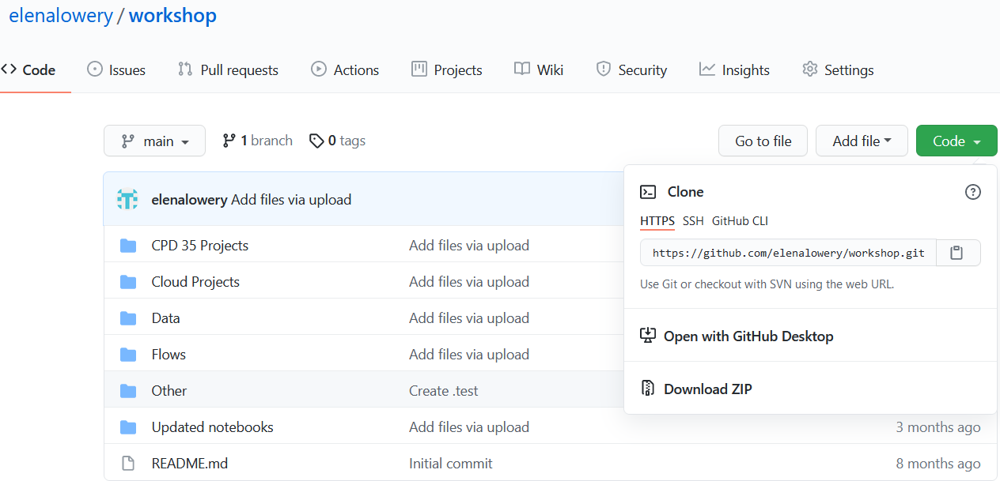 elenalowery / workshop
Code Issues Pull requests Actions Projects Wiki Security Insights Settings
main 1 branch 0 tags Go to file Add file Code
elenalowery Add files via upload
Clone
HTTPS SSH GitHub CLI
https://github.com/elenalowery/workshop.git
Use Git or checkout with SVN using the web URL.
Open with GitHub Desktop
Download ZIP
CPD 35 Projects Add files via upload
Cloud Projects Add files via upload
Data Add files via upload
Flows Add files via upload
Other Create .test
Updated notebooks Add files via upload 3 months ago
README.md Initial commit 8 months ago